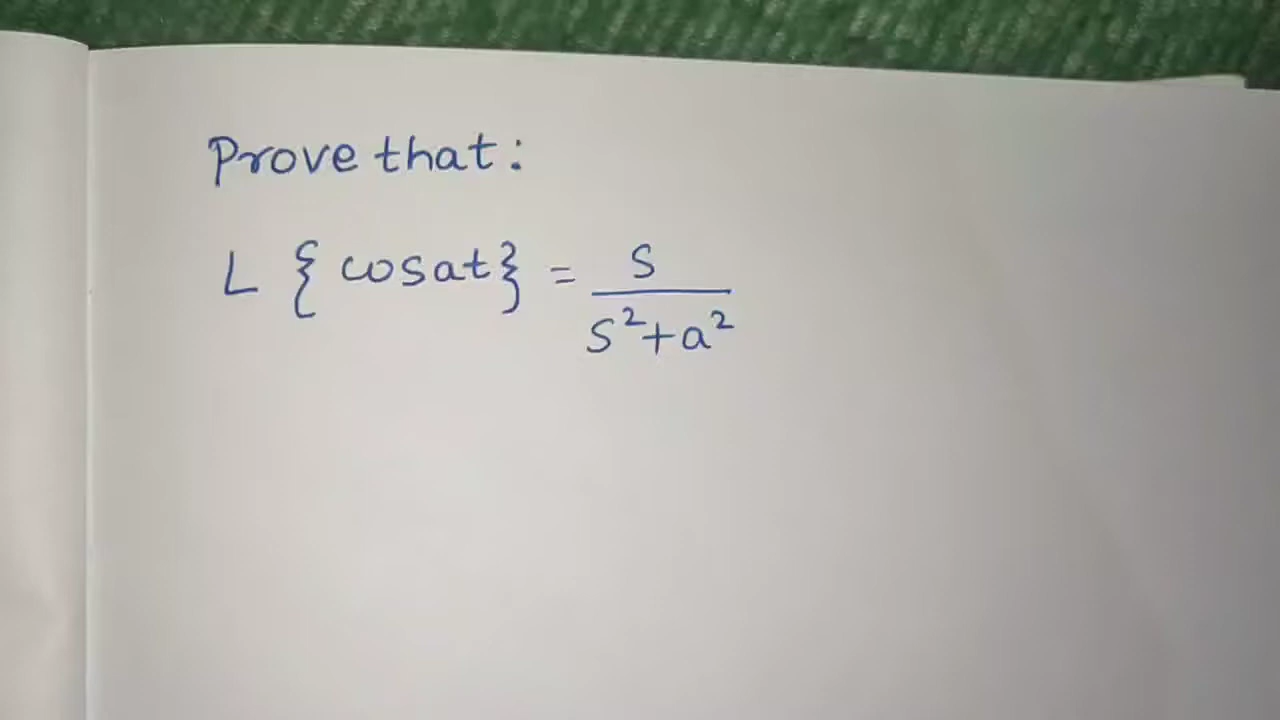 Prove that:
L { cosat} = s / s²+a²